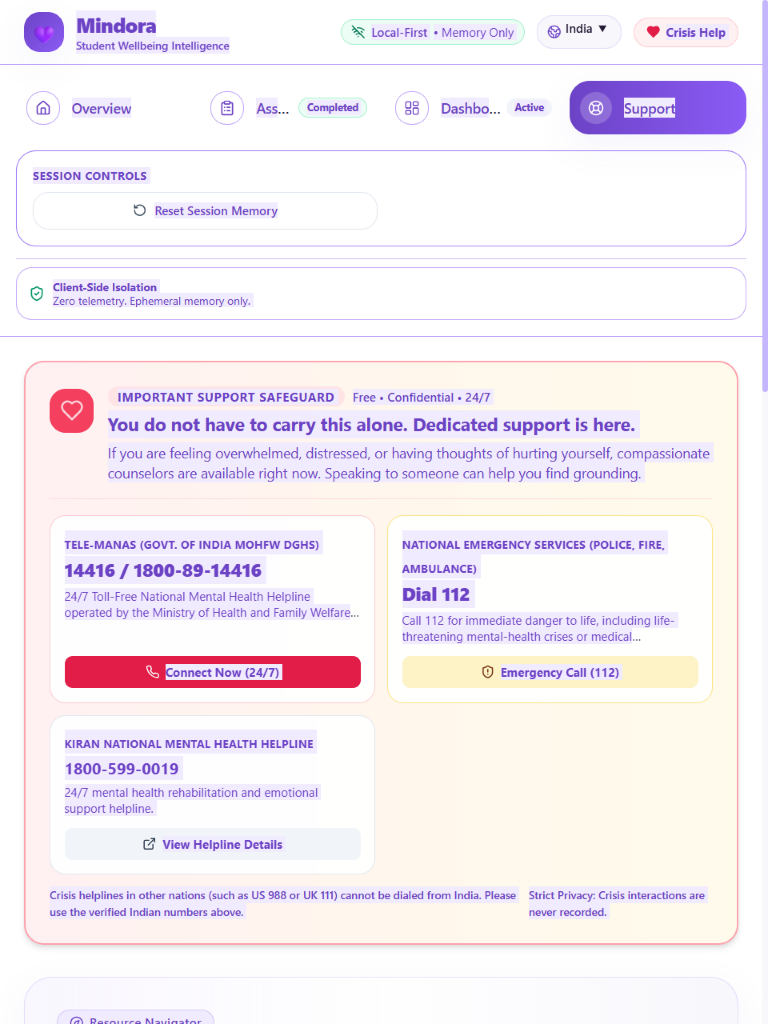 Mindora
Student Wellbeing Intelligence
Local-First • Memory Only
India ▼
Crisis Help
Overview
Ass... Completed
Dashbo... Active
Support
SESSION CONTROLS
Reset Session Memory
Client-Side Isolation
Zero telemetry. Ephemeral memory only.
IMPORTANT SUPPORT SAFEGUARD Free • Confidential • 24/7
You do not have to carry this alone. Dedicated support is here.
If you are feeling overwhelmed, distressed, or having thoughts of hurting yourself, compassionate
counselors are available right now. Speaking to someone can help you find grounding.
TELE-MANAS (GOVT. OF INDIA MOHFW DGHS)
14416 / 1800-89-14416
24/7 Toll-Free National Mental Health Helpline
operated by the Ministry of Health and Family Welfare...
Connect Now (24/7)
NATIONAL EMERGENCY SERVICES (POLICE, FIRE,
AMBULANCE)
Dial 112
Call 112 for immediate danger to life, including life-
threatening mental-health crises or medical...
Emergency Call (112)
KIRAN NATIONAL MENTAL HEALTH HELPLINE
1800-599-0019
24/7 mental health rehabilitation and emotional
support helpline.
View Helpline Details
Crisis helplines in other nations (such as US 988 or UK 111) cannot be dialed from India. Please
use the verified Indian numbers above.
Strict Privacy: Crisis interactions are
never recorded.
Resource Navigator